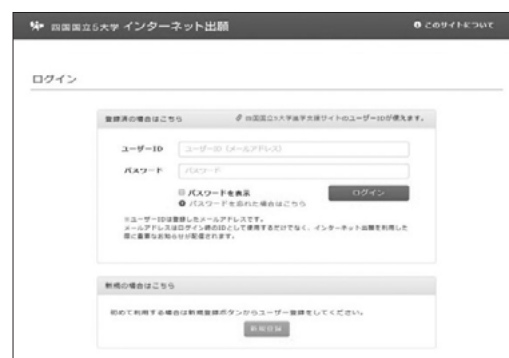 四国国立5大学 インターネット出願
このサイトについて
ログイン
登録済の場合はこちら
四国国立5大学進学支援サイトのユーザーIDが使えます。
ユーザーID
ユーザーID (メールアドレス)
パスワード
パスワード
パスワードを表示
ログイン
パスワードを忘れた場合はこちら
※ユーザーIDは登録したメールアドレスです。
メールアドレスはログイン時のIDとして使用するだけでなく、インターネット出願を利用した
際に重要なお知らせが配信されます。
新規の場合はこちら
初めて利用する場合は新規登録ボタンからユーザー登録をしてください。
新規登録